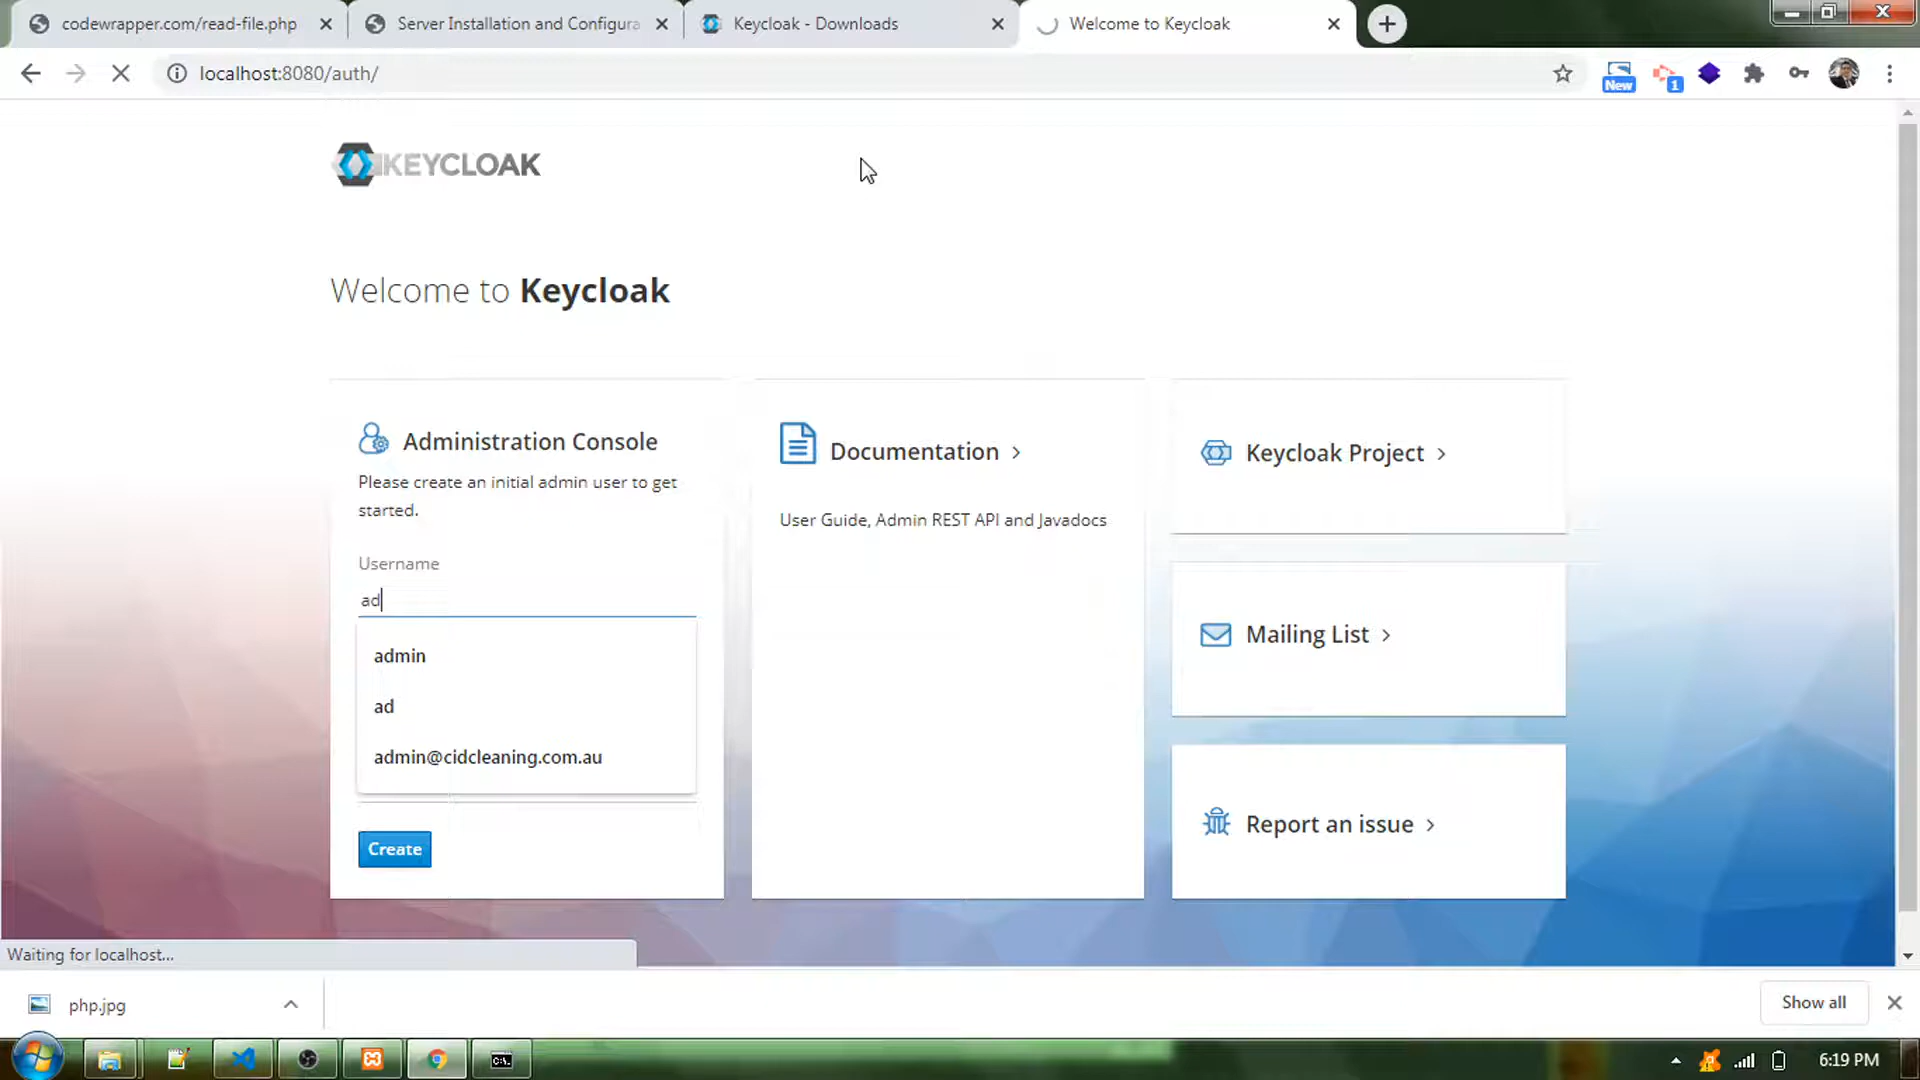 codewrapper.com/read-file.php
Server Installation and Configura
Keycloak - Downloads
Welcome to Keycloak
localhost:8080/auth/
New
1
KEYCLOAK
Welcome to Keycloak
Administration Console
Please create an initial admin user to get
started.
Username
ad
admin
ad
admin@cidcleaning.com.au
Create
Documentation
User Guide, Admin REST API and Javadocs
Keycloak Project
Mailing List
Report an issue
Waiting for localhost...
php.jpg
Show all
C:\.
6:19 PM